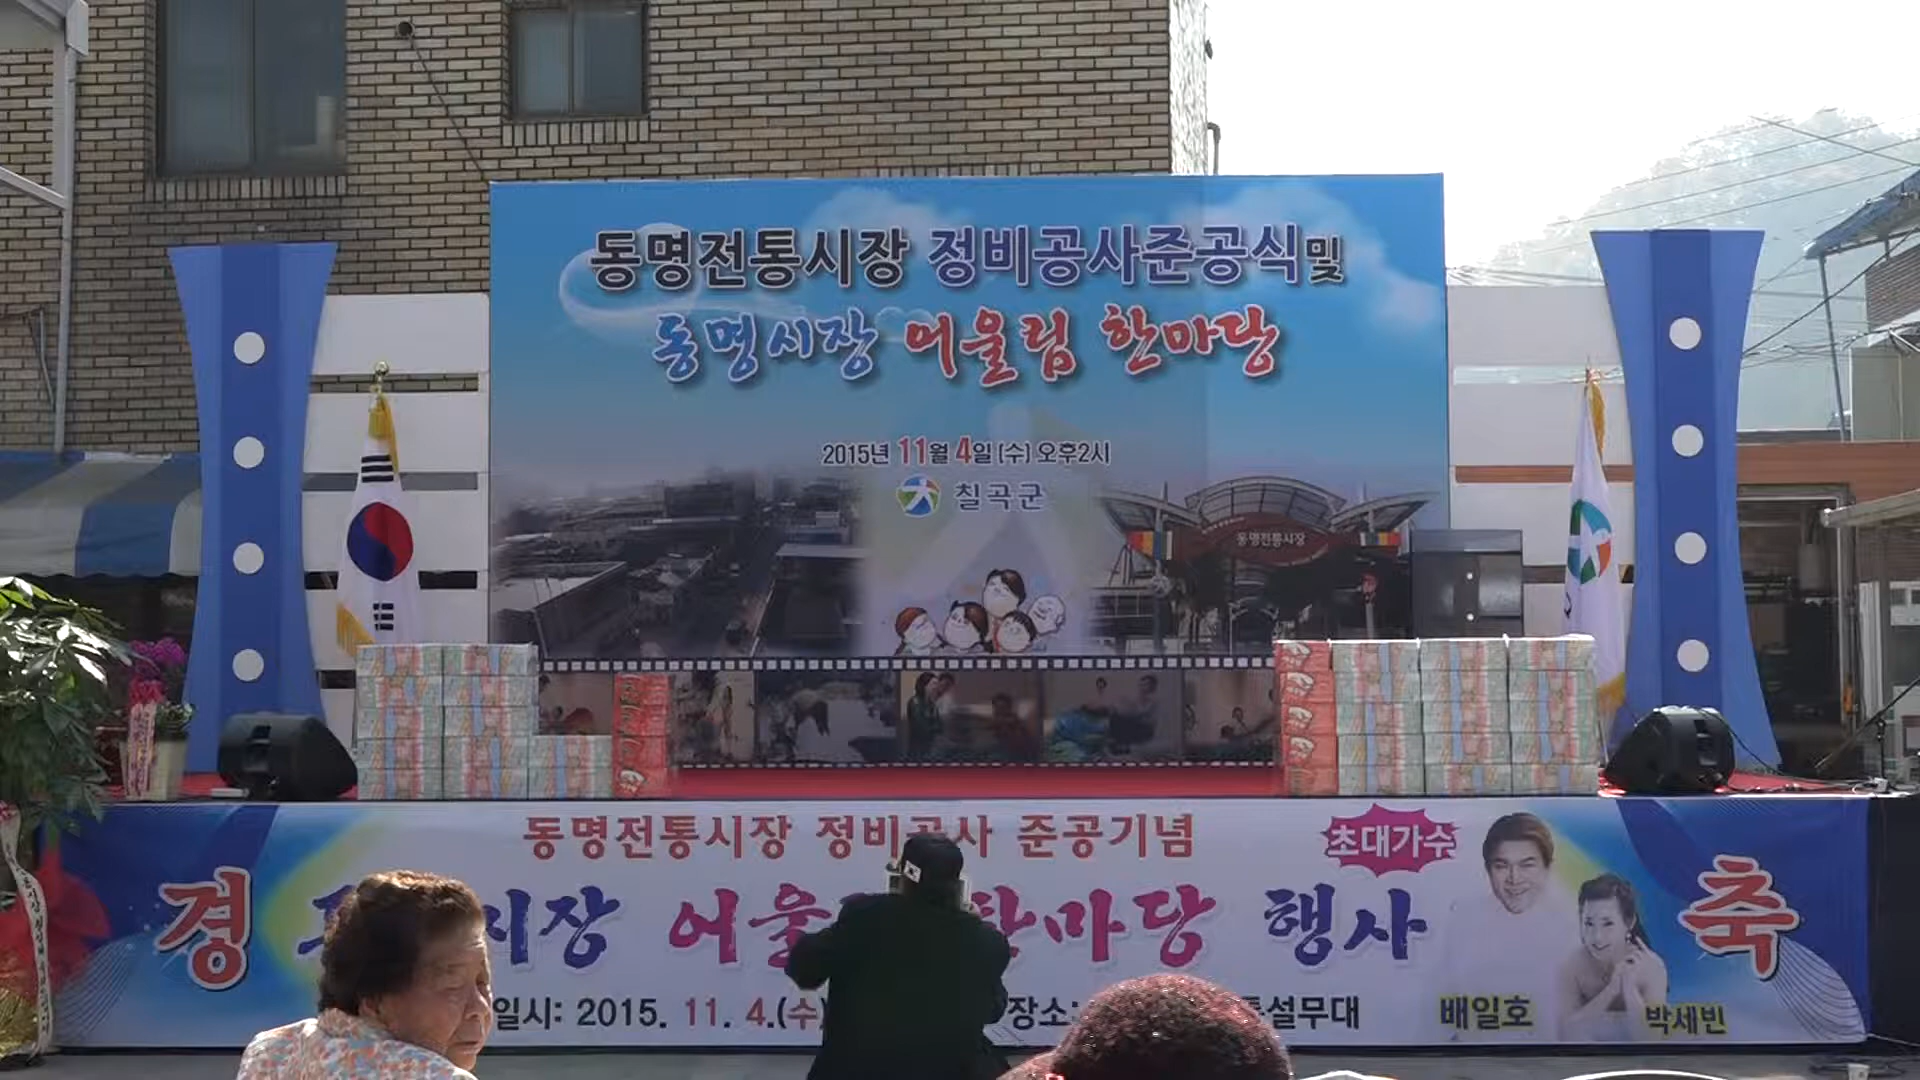 동명전통시장 정비공사준공식및
동명시장 어울림 한마당
2015년 11월 4일 (수) 오후2시
칠곡군
동명전통시장
동명전통시장 정비공사 준공기념
초대가수
경 시장 어울 한마당 행사 축
일시: 2015. 11. 4.(수) 장소: 특설무대
배일호
박세빈